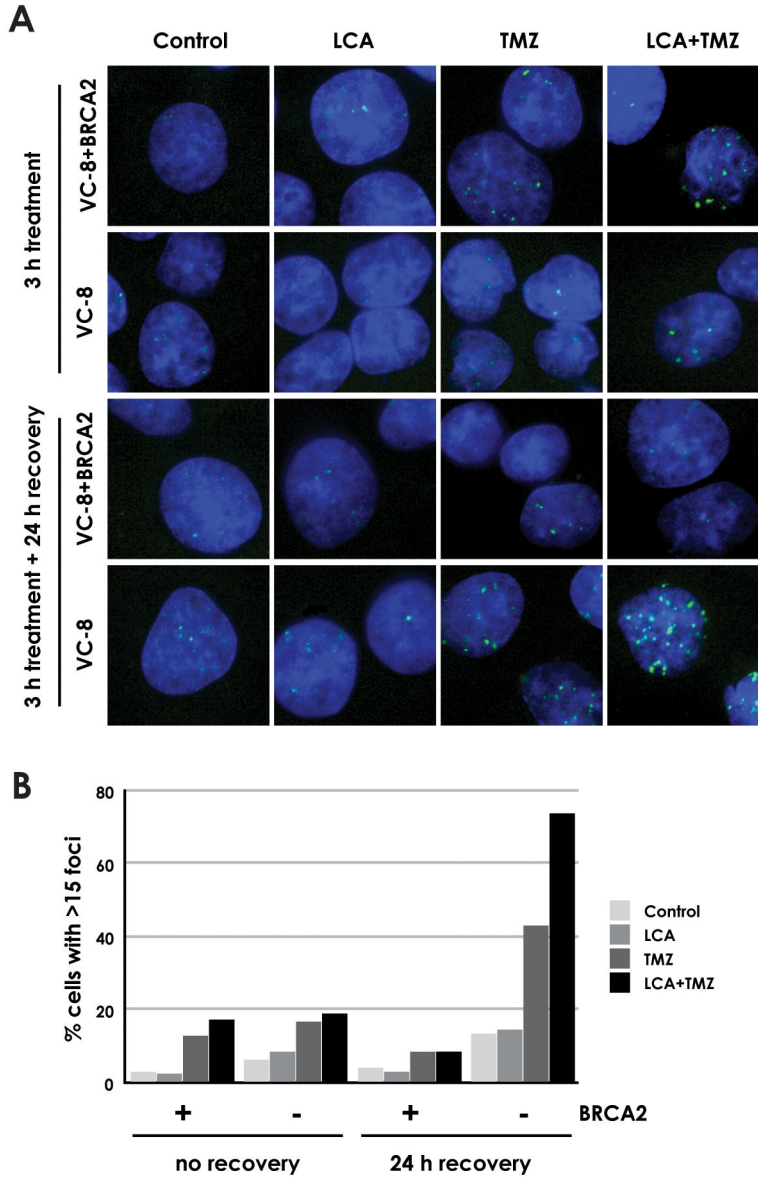 A
Control LCA TMZ LCA+TMZ
3 h treatment
VC-8+BRCA2
VC-8
3 h treatment + 24 h recovery
VC-8+BRCA2
VC-8
B
% cells with >15 foci
80
60
40
20
0
Control
LCA
TMZ
LCA+TMZ
+ - + - BRCA2
no recovery 24 h recovery